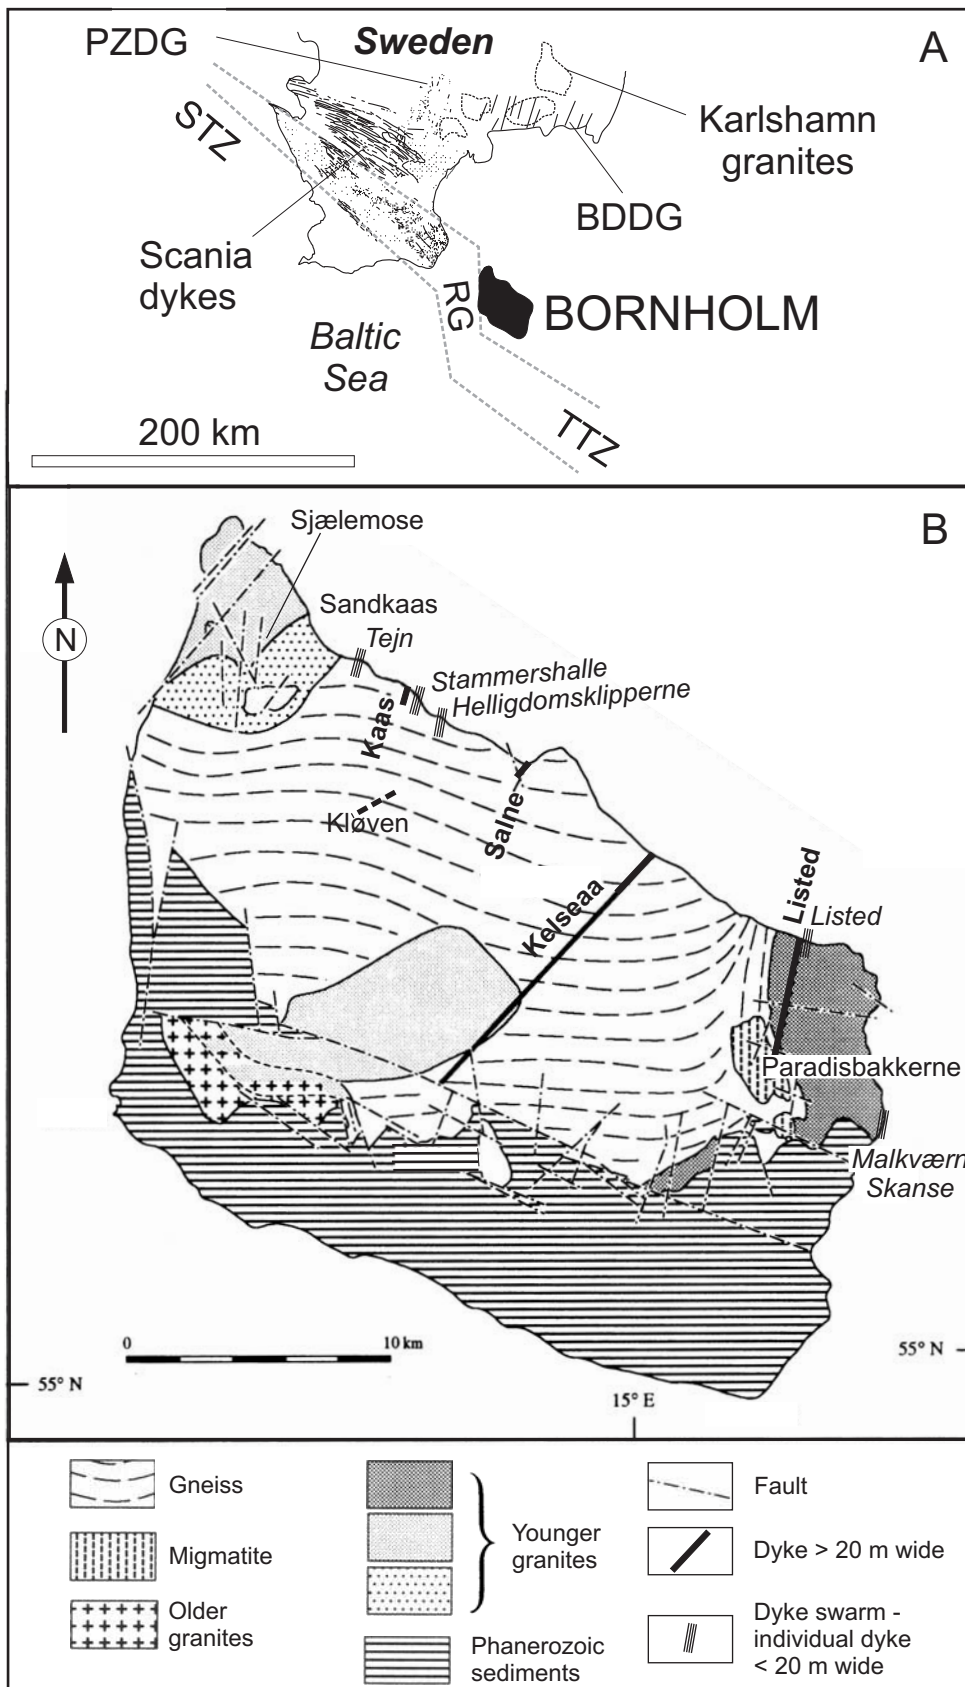 A
PZDG
Sweden
STZ
Karlshamn
granites
BDDG
Scania
dykes
RG
BORNHOLM
Baltic
Sea
TTZ
200 km
B
Sjælemose
N
Sandkaas
Tejn
Stammershalle
Helligdomsklipperne
Kaas
Kløven
Salne
Kelseaa
Listed
Listed
Paradisbakkerne
Malkværn
Skanse
0
10 km
55° N
55° N
15° E
Gneiss
Migmatite
Older
granites
Younger
granites
Phanerozoic
sediments
Fault
Dyke > 20 m wide
Dyke swarm -
individual dyke
< 20 m wide